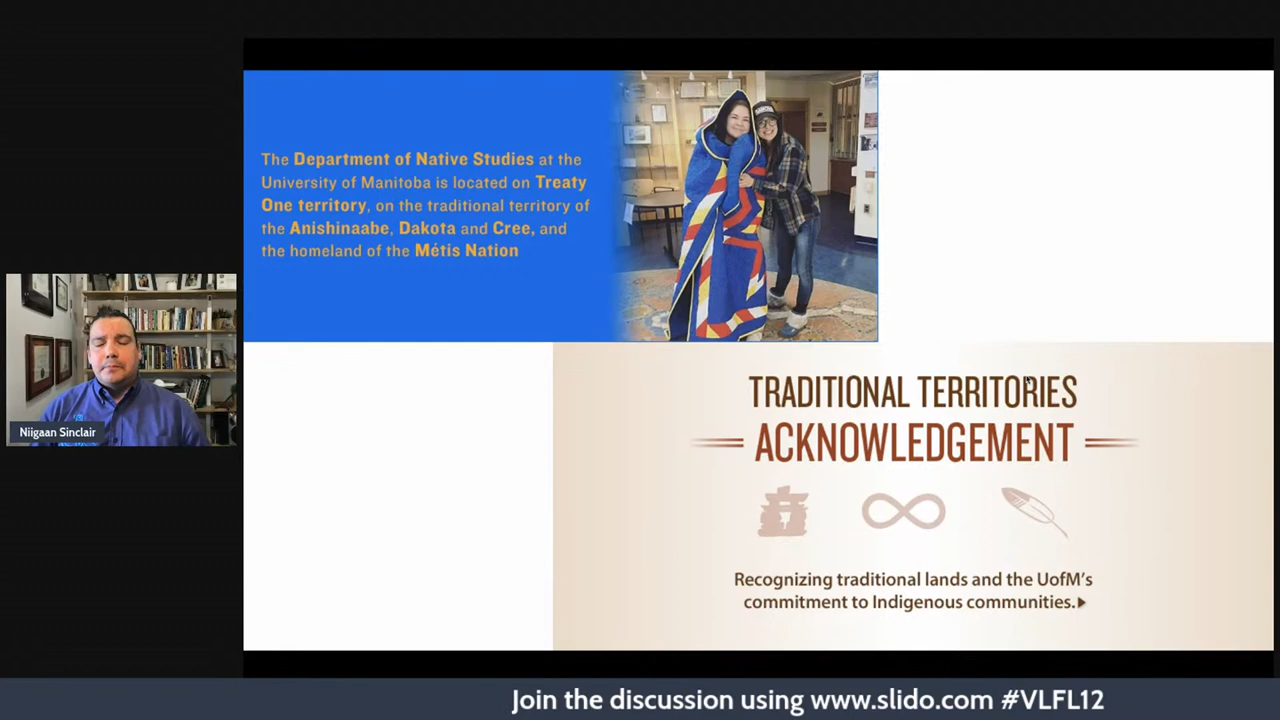 The Department of Native Studies at the
University of Manitoba is located on Treaty
One territory, on the traditional territory of
the Anishinaabe, Dakota and Cree, and
the homeland of the Métis Nation
Niigaan Sinclair
TRADITIONAL TERRITORIES
ACKNOWLEDGEMENT
Recognizing traditional lands and the UofM's
commitment to Indigenous communities.
Join the discussion using www.slido.com #VLFL12